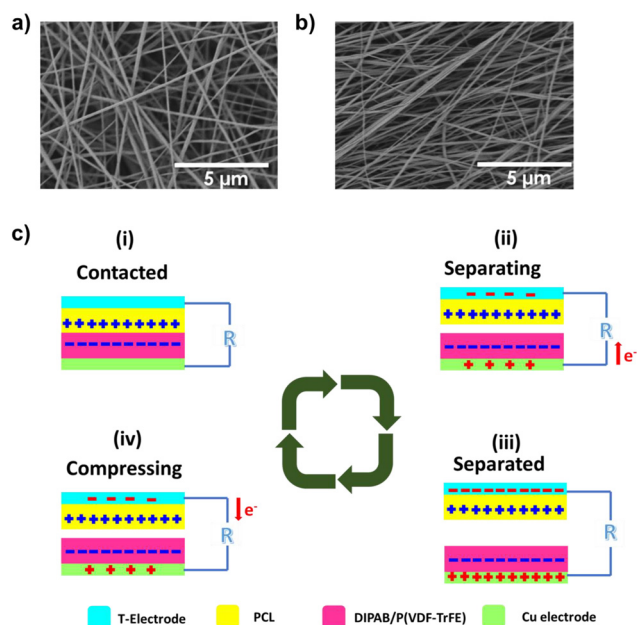 a)
b)
5 μm
5 μm
c)
(i)
Contacted
++++++++++
R
(ii)
Separating
- - - -
++++++++++
R
e-
+ + + +
(iv)
Compressing
- - - -
++++++++++
R
e-
+ + + +
(iii)
Separated
++++++++++
R
++++++++++
T-Electrode
PCL
DIPAB/P(VDF-TrFE)
Cu electrode